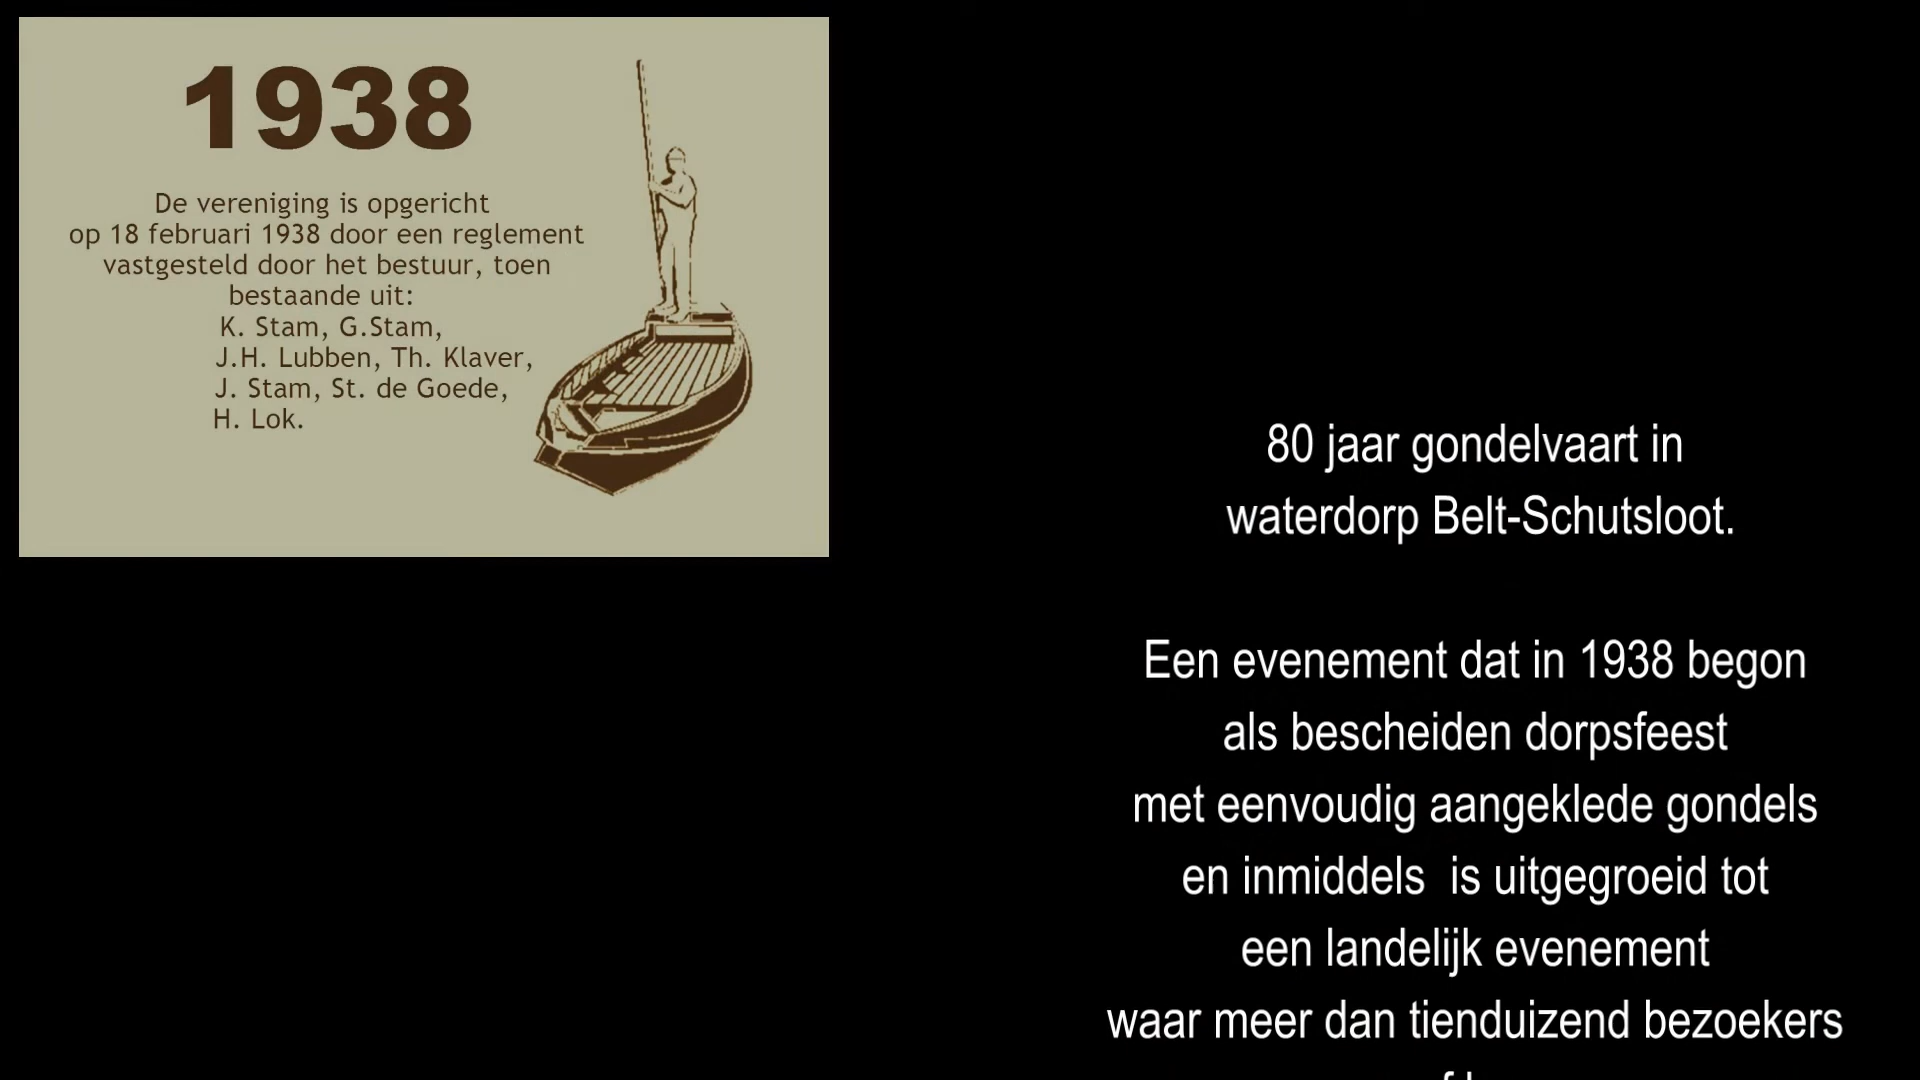 1938
De vereniging is opgericht
op 18 februari 1938 door een reglement
vastgesteld door het bestuur, toen
bestaande uit:
K. Stam, G.Stam,
J.H. Lubben, Th. Klaver,
J. Stam, St. de Goede,
H. Lok.
80 jaar gondelvaart in
waterdorp Belt-Schutsloot.
Een evenement dat in 1938 begon
als bescheiden dorpsfeest
met eenvoudig aangeklede gondels
en inmiddels  is uitgegroeid tot
een landelijk evenement
waar meer dan tienduizend bezoekers